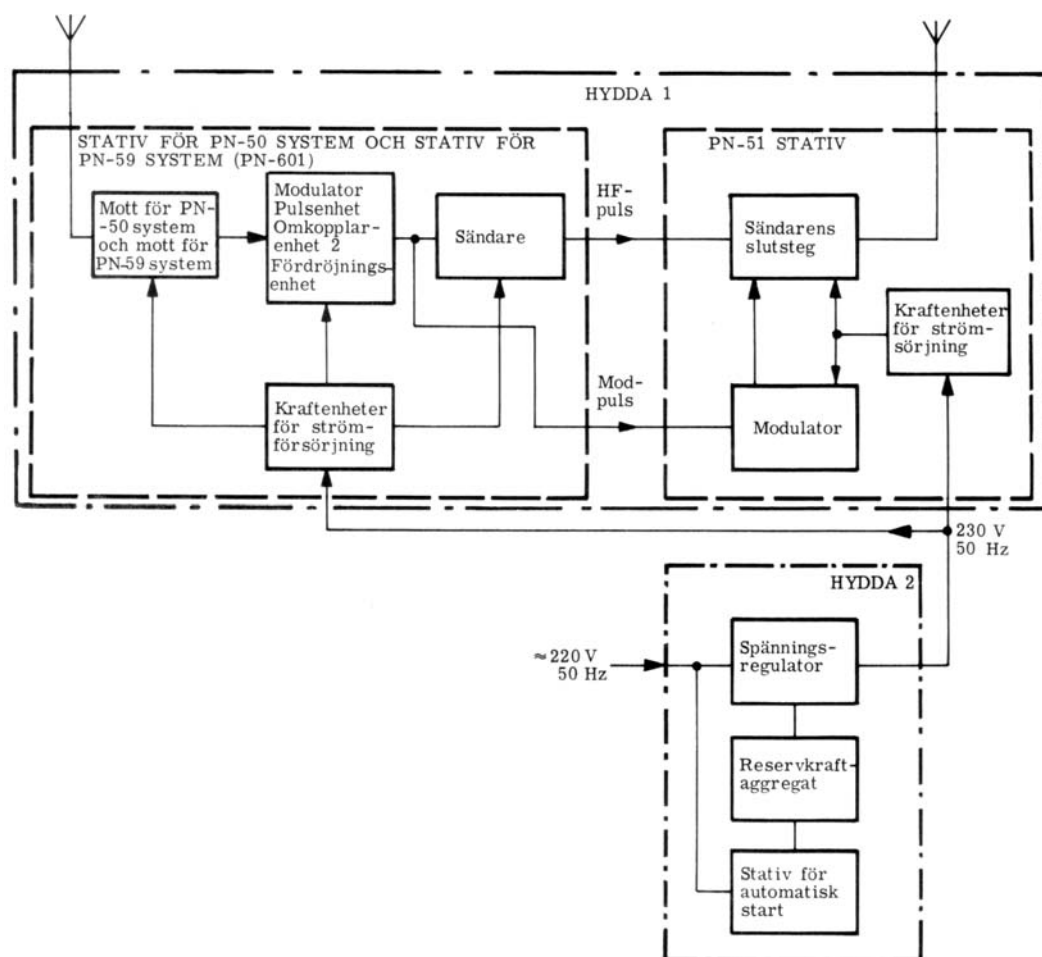 HYDDA 1
STATIV FÖR PN-50 SYSTEM OCH STATIV FÖR
PN-59 SYSTEM (PN-601)
Mott för PN-
-50 system
och mott för
PN-59 system
Modulator
Pulsenhet
Omkopplar-
enhet 2
Fördröjnings-
enhet
Sändare
Kraftenheter
för ström-
försörjning
HF-
puls
Mod-
puls
PN-51 STATIV
Sändarens
slutsteg
Kraftenheter
för ström-
sörjning
Modulator
230 V
50 Hz
HYDDA 2
≈220 V
50 Hz
Spännings-
regulator
Reservkraft-
aggregat
Stativ för
automatisk
start